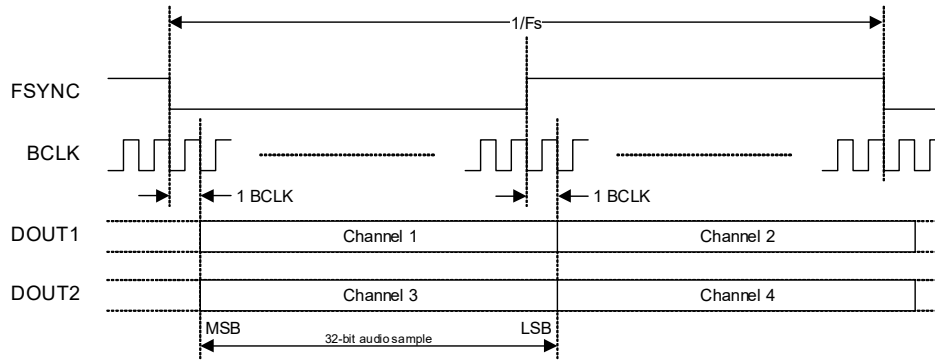 1/Fs
FSYNC
BCLK
1 BCLK
1 BCLK
DOUT1
Channel 1
Channel 2
DOUT2
Channel 3
Channel 4
MSB
LSB
32-bit audio sample